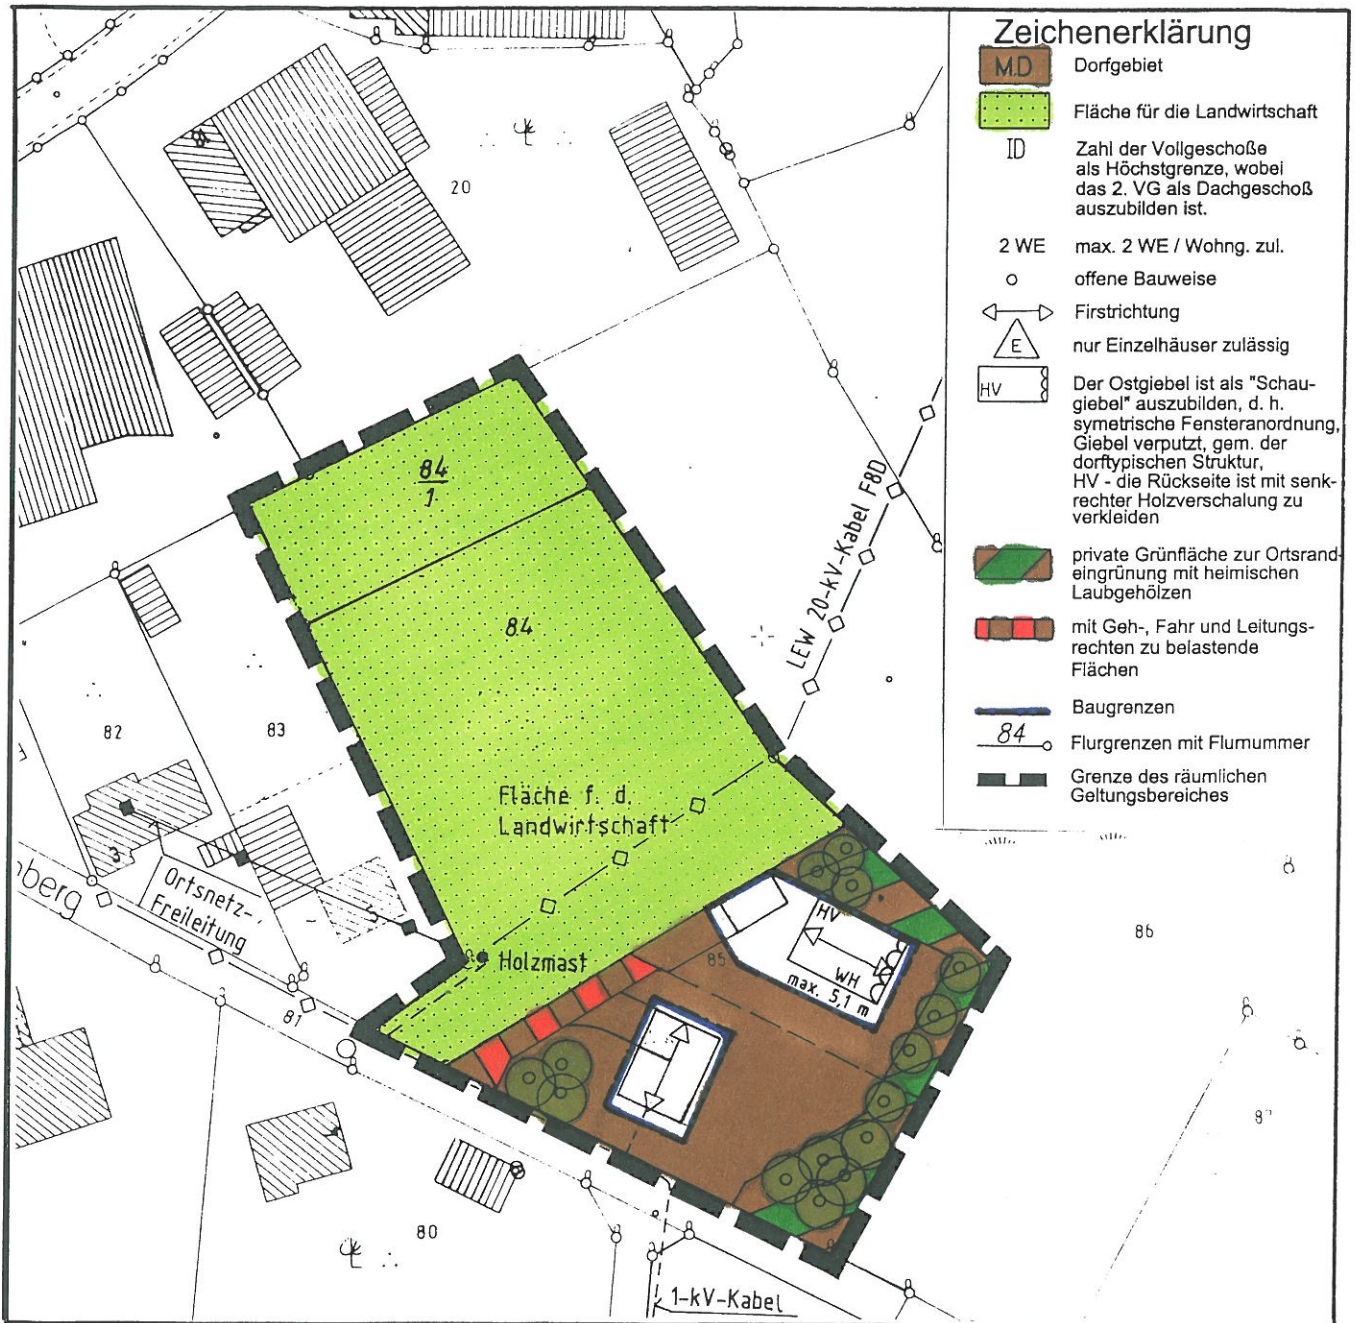 Zeichenerklärung
M.D
Dorfgebiet
Fläche für die Landwirtschaft
ID
Zahl der Vollgeschoße
als Höchstgrenze, wobei
das 2. VG als Dachgeschoß
auszubilden ist.
2 WE
max. 2 WE / Wohng. zul.
offene Bauweise
Firstrichtung
E
nur Einzelhäuser zulässig
HV
Der Ostgiebel ist als "Schau-
giebel" auszubilden, d. h.
symetrische Fensteranordnung,
Giebel verputzt, gem. der
dorftypischen Struktur,
HV - die Rückseite ist mit senk-
rechter Holzverschalung zu
verkleiden
private Grünfläche zur Ortsrand-
eingrünung mit heimischen
Laubgehölzen
mit Geh-, Fahr und Leitungs-
rechten zu belastende
Flächen
Baugrenzen
84
Flurgrenzen mit Flurnummer
Grenze des räumlichen
Geltungsbereiches
20
84
1
84
LEW 20-kV-Kabel F8D
82
83
Fläche f. d.
Landwirtschaft
3
5
berg
Ortsnetz-
Freileitung
Holzmast
81
85
HV
WH
max. 5,1 m
86
80
1-kV-Kabel